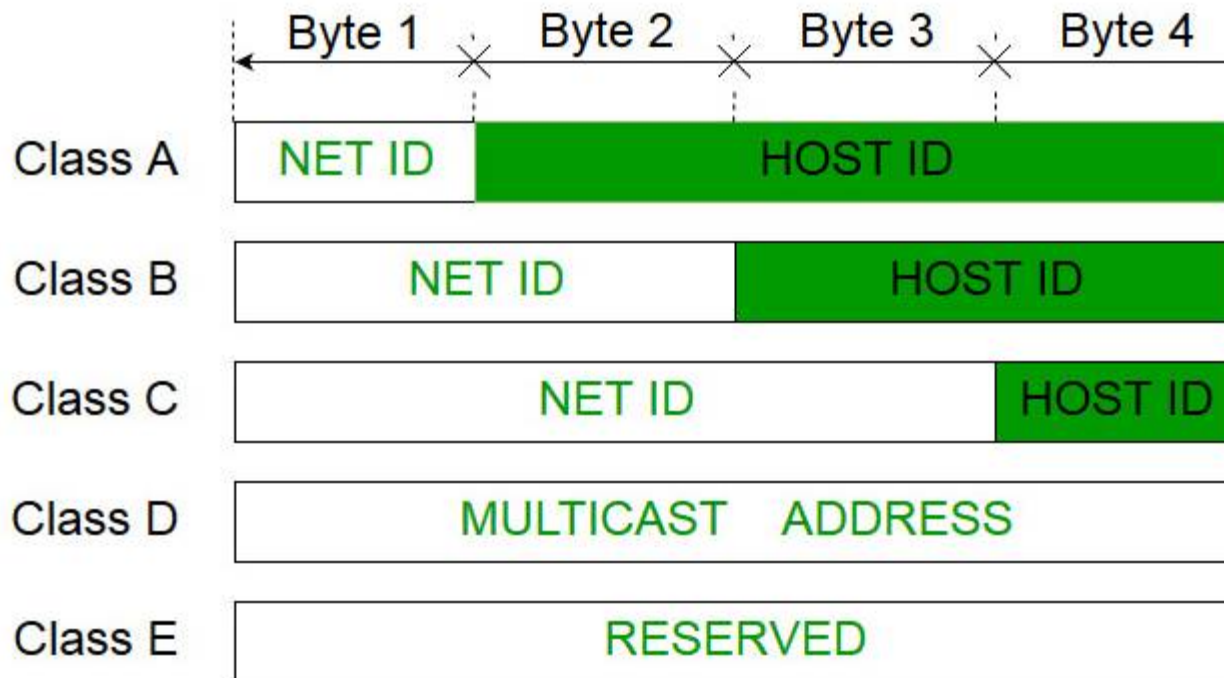 Byte 1 Byte 2 Byte 3 Byte 4
Class A NET ID HOST ID
Class B NET ID HOST ID
Class C NET ID HOST ID
Class D MULTICAST ADDRESS
Class E RESERVED